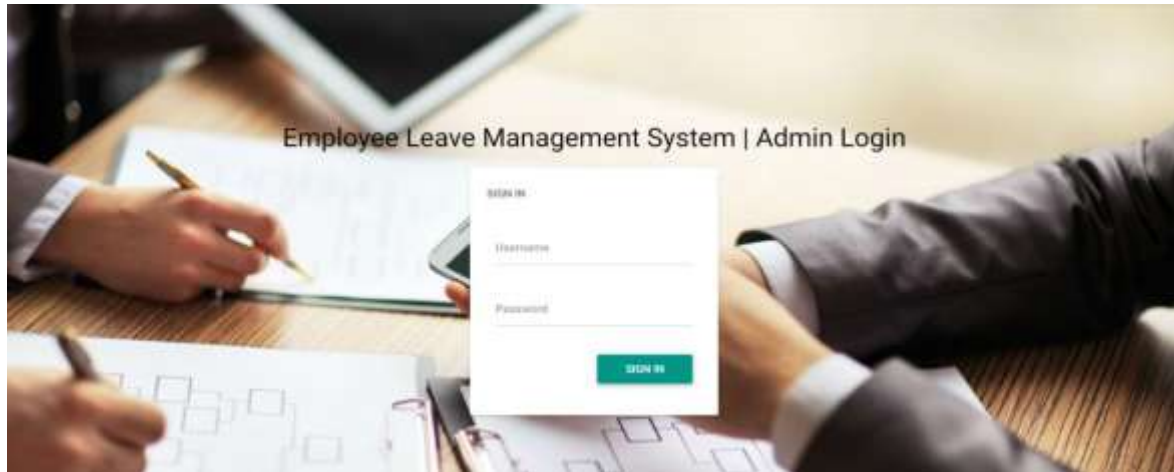 Employee Leave Management System | Admin Login
SIGN IN
Username
Password
SIGN IN